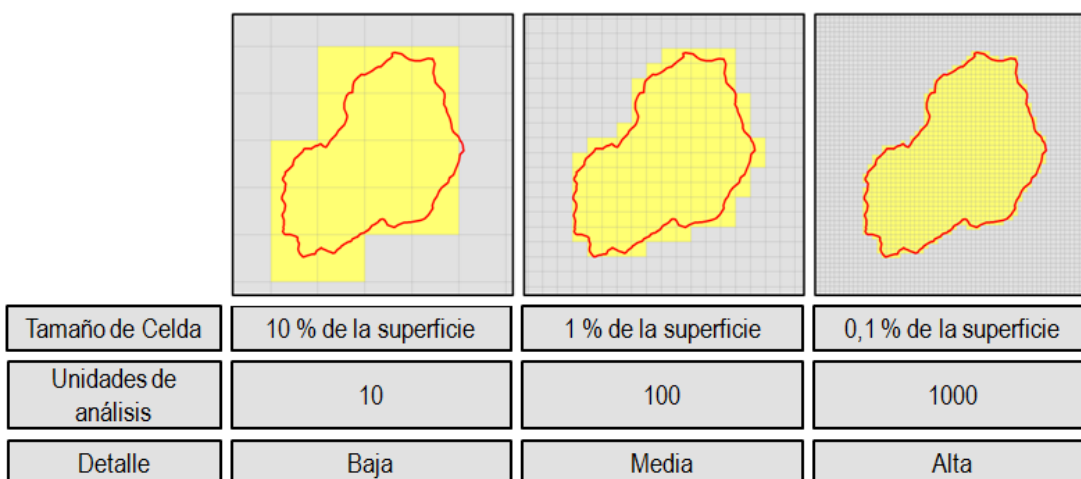 Tamaño de Celda
10 % de la superficie
1 % de la superficie
0,1 % de la superficie
Unidades de
análisis
10
100
1000
Detalle
Baja
Media
Alta